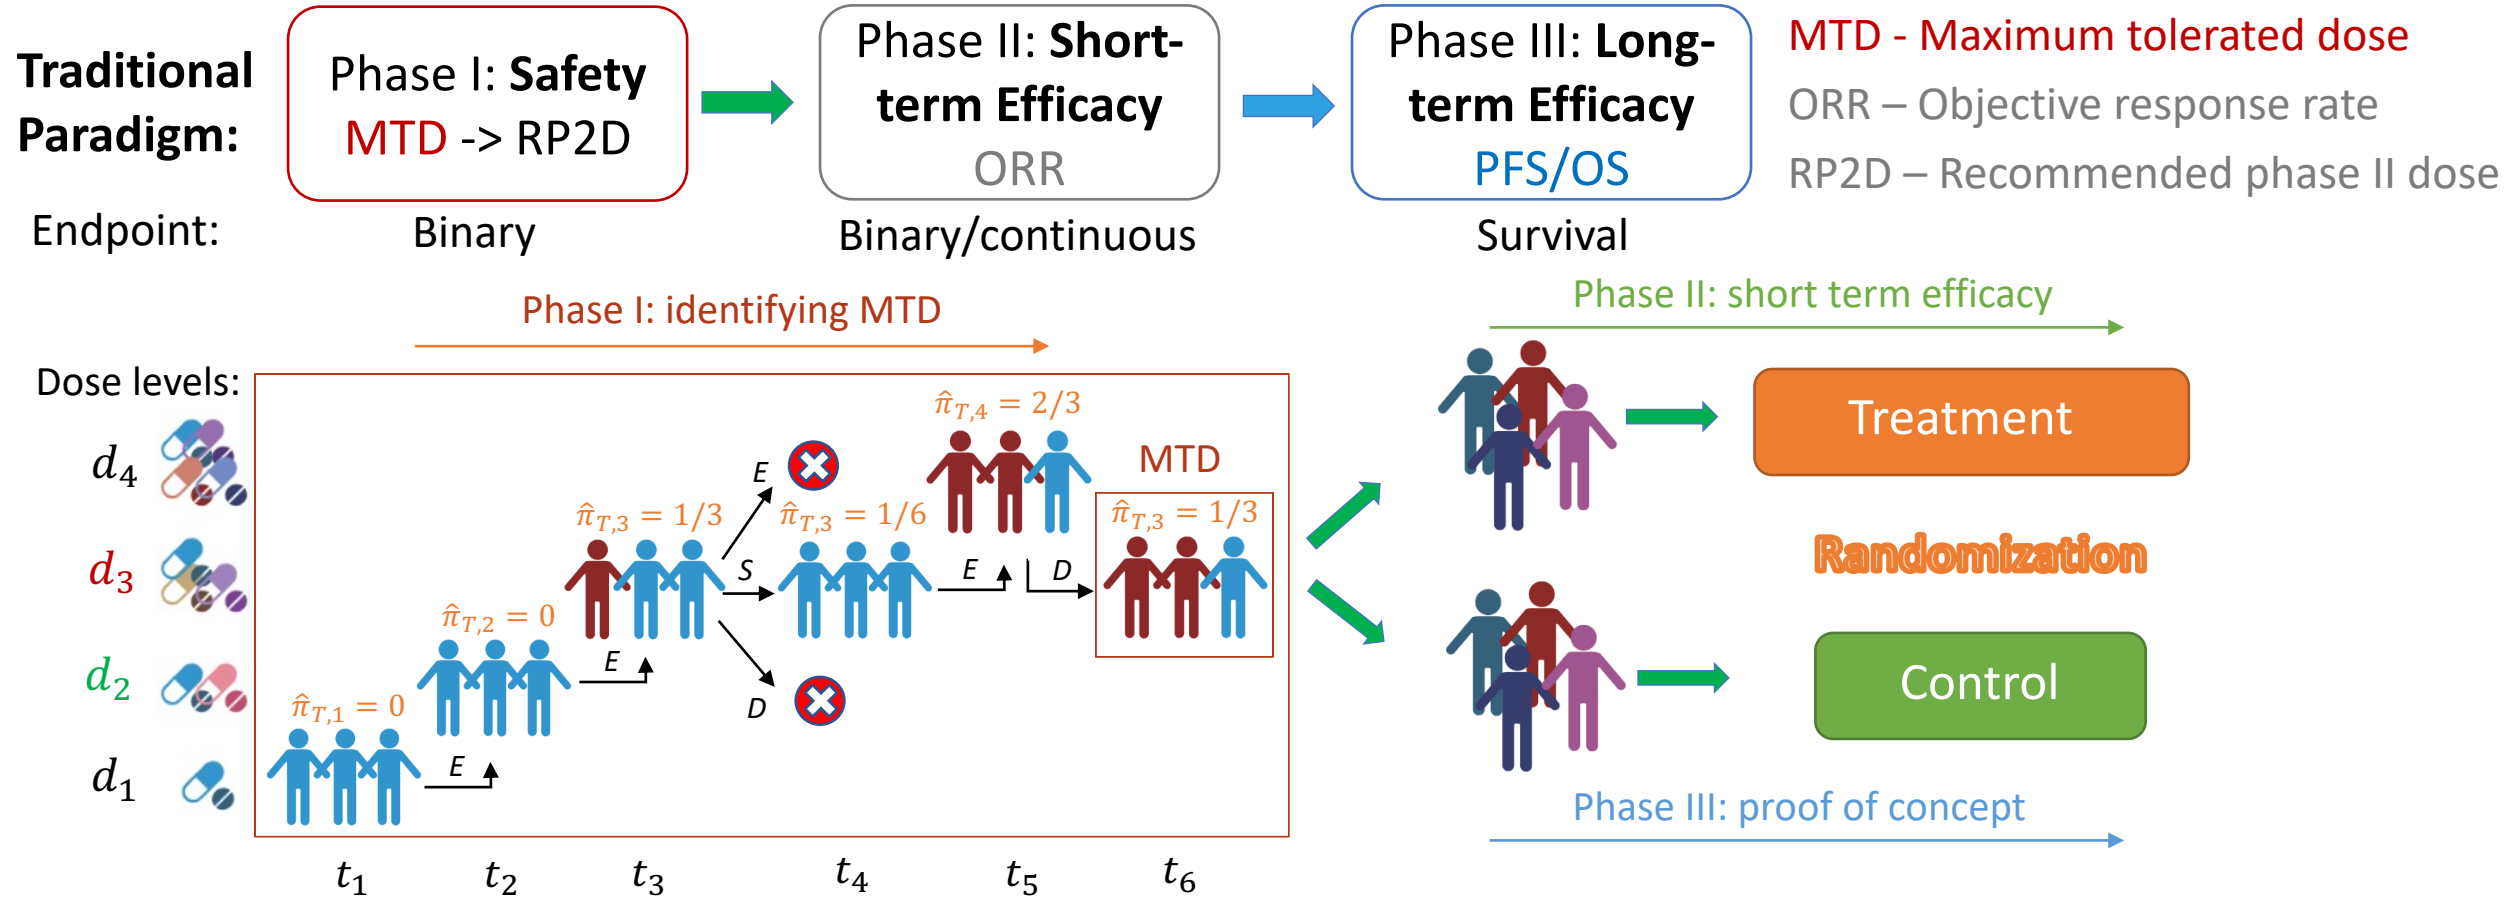 Traditional
Paradigm:
Phase I: Safety
MTD -> RP2D
Phase II: Short-
term Efficacy
ORR
Phase III: Long-
term Efficacy
PFS/OS
MTD - Maximum tolerated dose
ORR – Objective response rate
RP2D – Recommended phase II dose
Endpoint:
Binary
Binary/continuous
Survival
Phase I: identifying MTD
Phase II: short term efficacy
Dose levels:
d₄
d₃
d₂
d₁
π̂_{T,1} = 0
E
π̂_{T,2} = 0
E
π̂_{T,3} = 1/3
E
S
D
π̂_{T,3} = 1/6
E
π̂_{T,4} = 2/3
D
MTD
π̂_{T,3} = 1/3
t₁
t₂
t₃
t₄
t₅
t₆
Treatment
Randomization
Control
Phase III: proof of concept